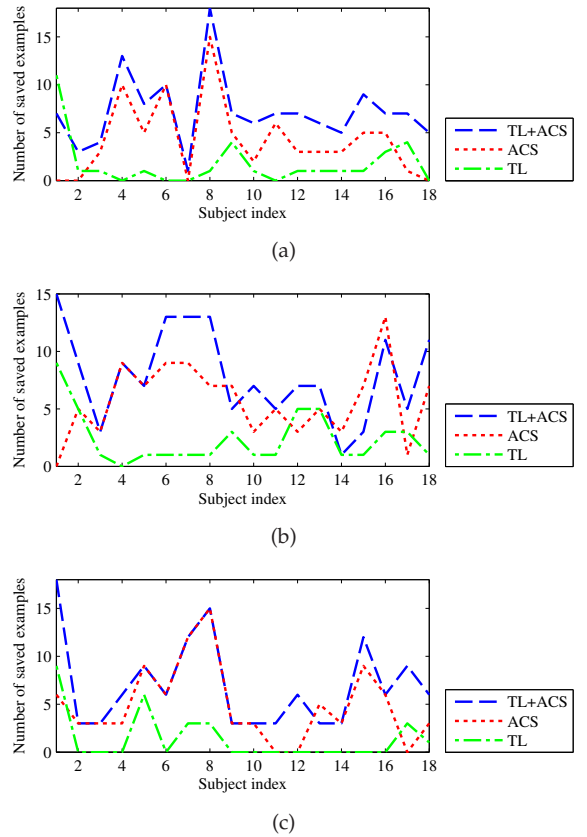 Number of saved examples
15
10
5
0
2 4 6 8 10 12 14 16 18
Subject index
TL+ACS
ACS
TL
(a)
Number of saved examples
15
10
5
0
2 4 6 8 10 12 14 16 18
Subject index
TL+ACS
ACS
TL
(b)
Number of saved examples
15
10
5
0
2 4 6 8 10 12 14 16 18
Subject index
TL+ACS
ACS
TL
(c)